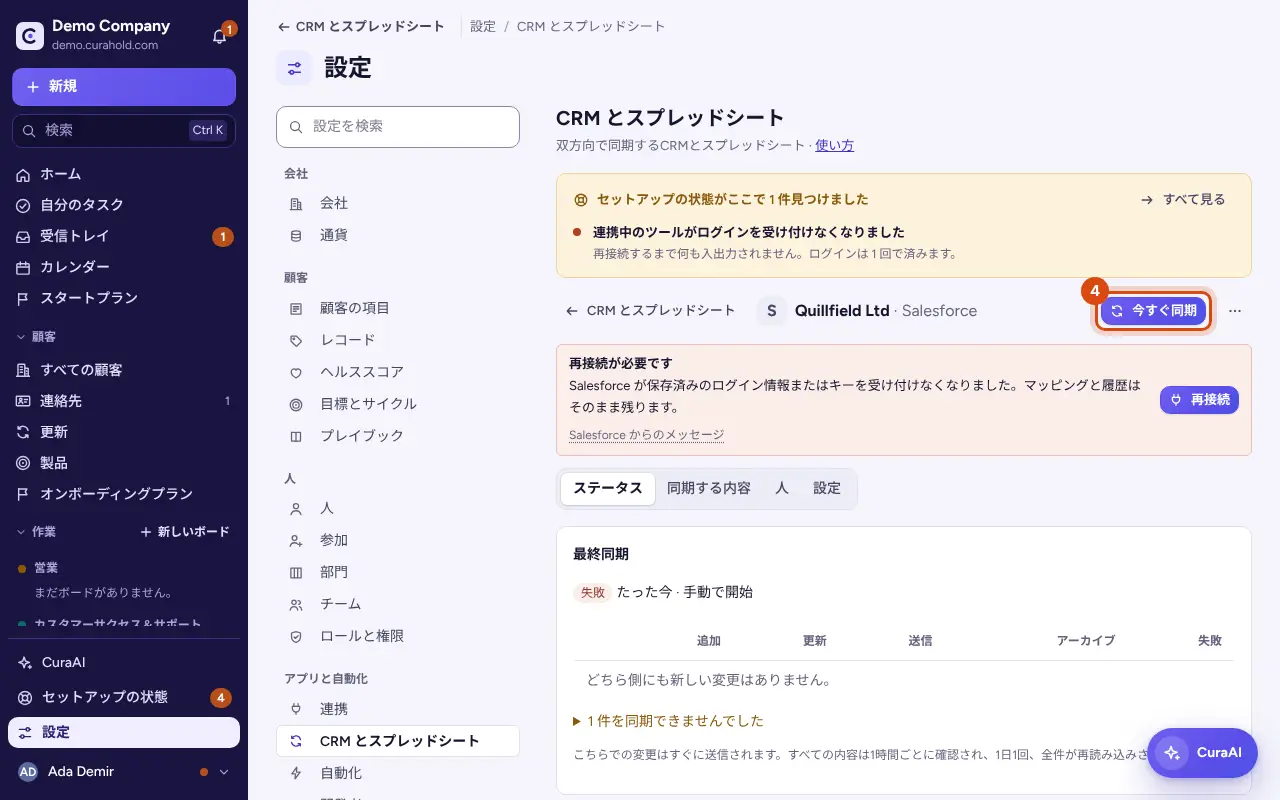 Demo Company
demo.curahold.com
1
新規
検索
Ctrl K
ホーム
自分のタスク
受信トレイ
1
カレンダー
スタートプラン
顧客
すべての顧客
連絡先
1
更新
製品
オンボーディングプラン
作業
新しいボード
営業
まだボードがありません。
カスタマーサクセス&サポート
CuraAI
セットアップの状態
4
設定
AD
Ada Demir
CRM とスプレッドシート
設定 / CRM とスプレッドシート
設定
設定を検索
会社
会社
通貨
顧客
顧客の項目
レコード
ヘルススコア
目標とサイクル
プレイブック
人
人
参加
部門
チーム
ロールと権限
アプリと自動化
連携
CRM とスプレッドシート
自動化
CRM とスプレッドシート
双方向で同期するCRMとスプレッドシート · 使い方
セットアップの状態がここで 1 件見つけました
すべて見る
連携中のツールがログインを受け付けなくなりました
再接続するまで何も入出力されません。ログインは 1 回で済みます。
CRM とスプレッドシート
S
Quillfield Ltd · Salesforce
4
今すぐ同期
再接続が必要です
Salesforce が保存済みのログイン情報またはキーを受け付けなくなりました。マッピングと履歴は
そのまま残ります。
Salesforce からのメッセージ
再接続
ステータス
同期する内容
人
設定
最終同期
失敗 たった今 · 手動で開始
追加 更新 送信 アーカイブ 失敗
どちら側にも新しい変更はありません。
1 件を同期できませんでした
こちらでの変更はすぐに送信されます。すべての内容は1時間ごとに確認され、1日1回、全件が再読み込みさ
CuraAI